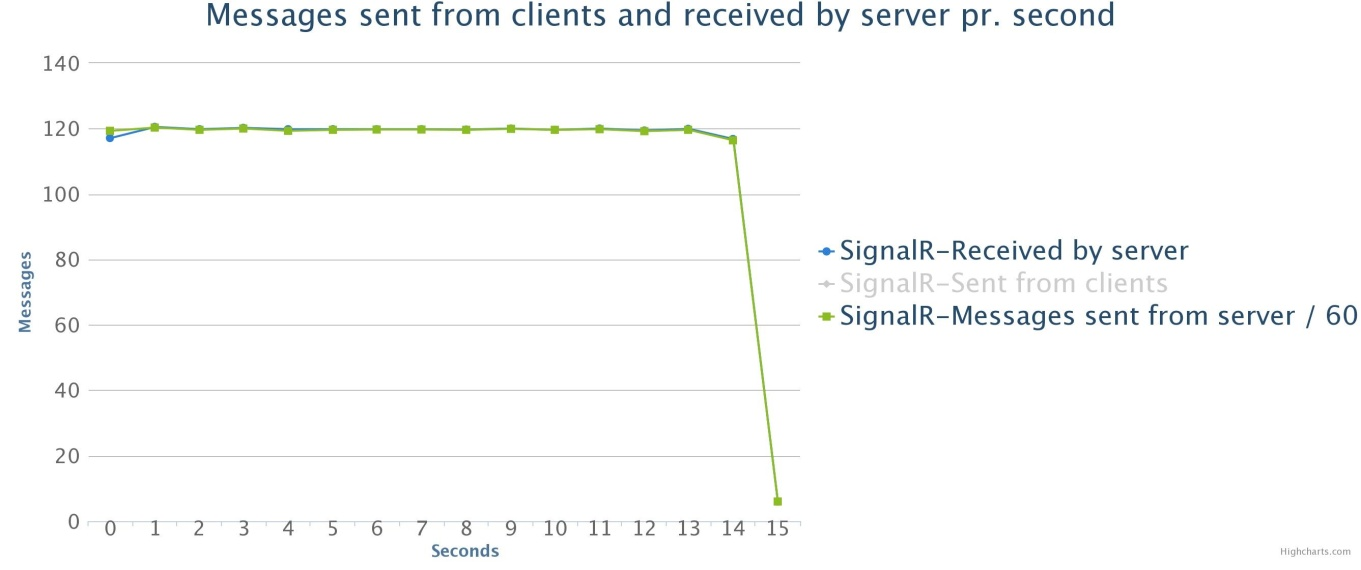 Messages sent from clients and received by server pr. second
140
120
100
80
60
40
20
0
Messages
0 1 2 3 4 5 6 7 8 9 10 11 12 13 14 15
Seconds
SignalR-Received by server
SignalR-Sent from clients
SignalR-Messages sent from server / 60
Highcharts.com